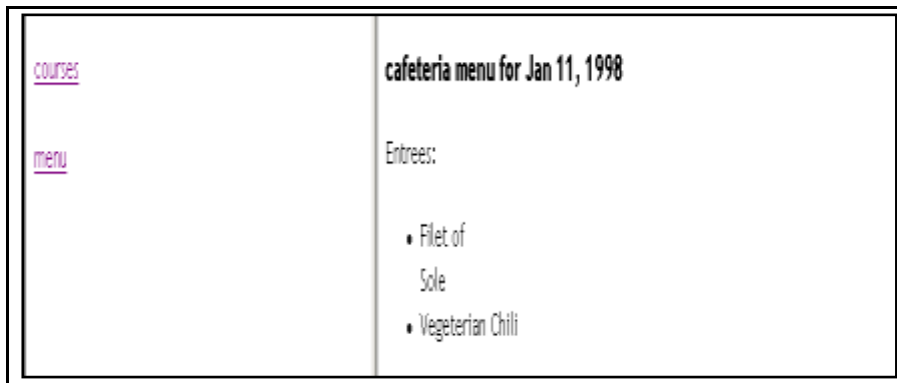 courses
menu
cafeteria menu for Jan 11, 1998
Entrees:
• Filet of
Sole
• Vegeterian Chili